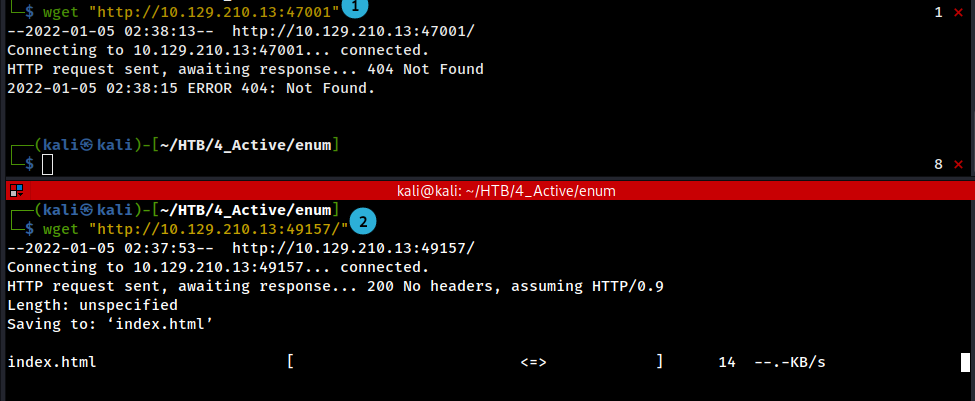 └─$ wget "http://10.129.210.13:47001" 1 1 ⨯
--2022-01-05 02:38:13-- http://10.129.210.13:47001/
Connecting to 10.129.210.13:47001... connected.
HTTP request sent, awaiting response... 404 Not Found
2022-01-05 02:38:15 ERROR 404: Not Found.
┌──(kali㉿kali)-[~/HTB/4_Active/enum]
└─$ 8 ⨯
kali@kali: ~/HTB/4_Active/enum
┌──(kali㉿kali)-[~/HTB/4_Active/enum]
└─$ wget "http://10.129.210.13:49157/" 2
--2022-01-05 02:37:53-- http://10.129.210.13:49157/
Connecting to 10.129.210.13:49157... connected.
HTTP request sent, awaiting response... 200 No headers, assuming HTTP/0.9
Length: unspecified
Saving to: ‘index.html’
index.html [ <=> ] 14 --.-KB/s